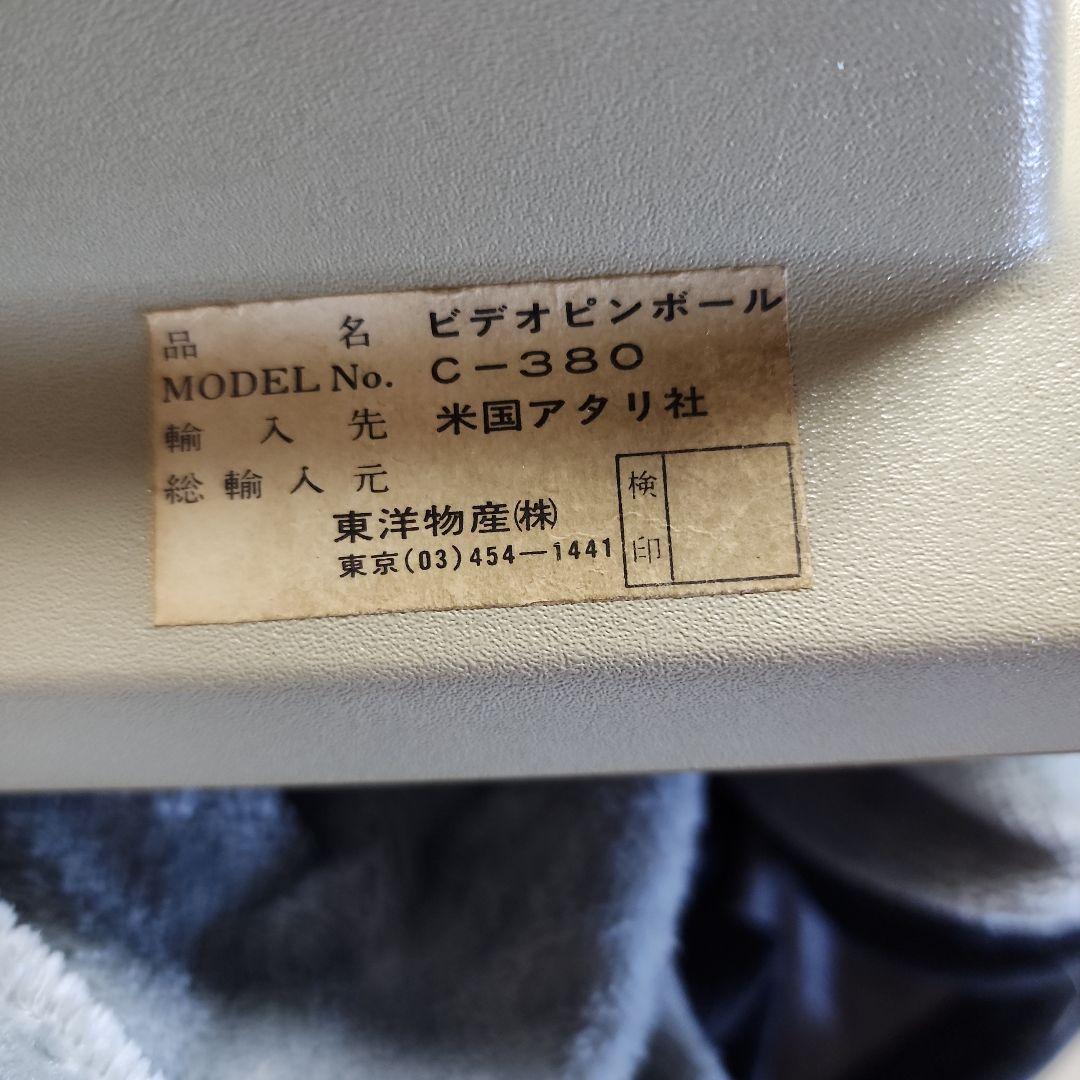 品名 ビデオピンボール
MODEL No. C-380
輸入先 米国アタリ社
総輸入元
東洋物産(株)
東京(03)454-1441
検印